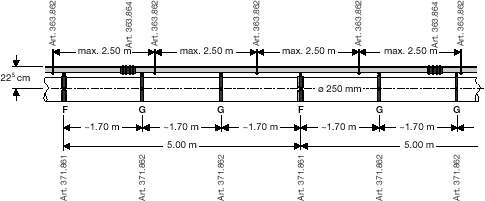 Art. 363.862
Art. 363.864
Art. 363.862
Art. 363.862
Art. 363.864
Art. 363.862
max. 2.50 m
max. 2.50 m
max. 2.50 m
max. 2.50 m
22⁵ cm
ø 250 mm
F
G
G
F
G
G
~1.70 m
~1.70 m
~1.70 m
~1.70 m
~1.70 m
5.00 m
5.00 m
Art. 371.861
Art. 371.862
Art. 371.862
Art. 371.861
Art. 371.862
Art. 371.862